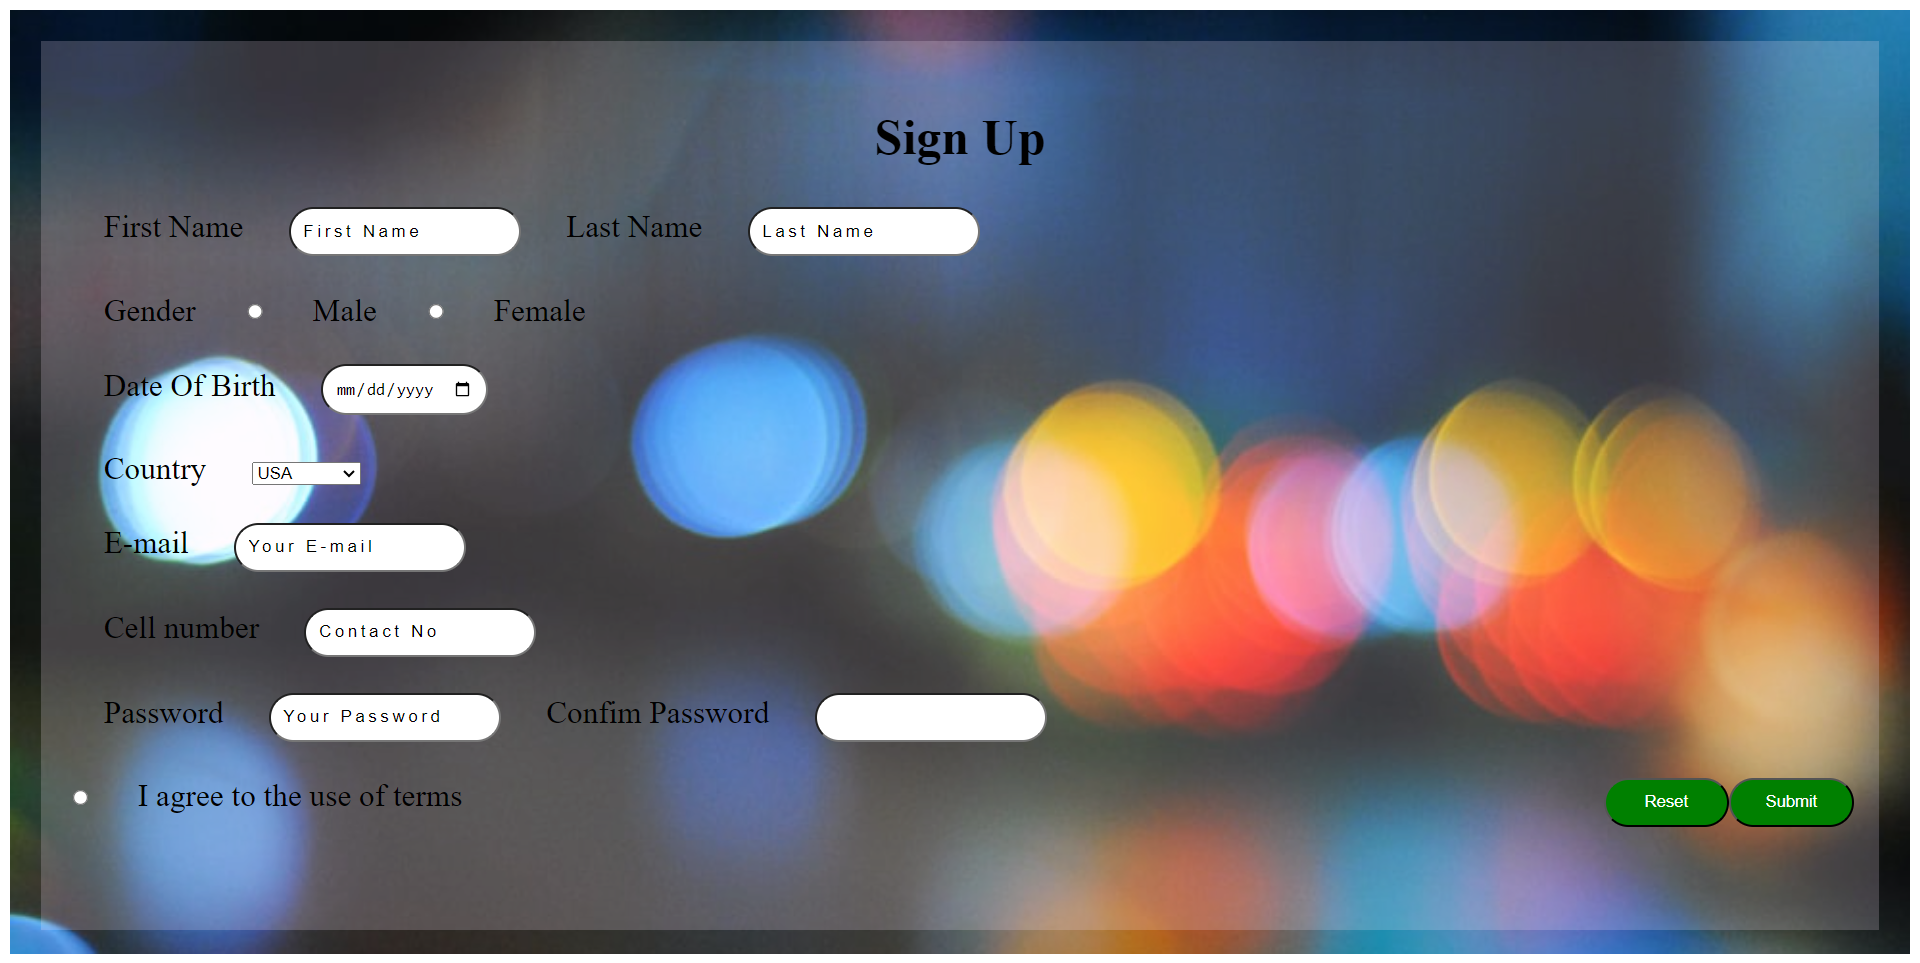 Sign Up
First Name First Name Last Name Last Name
Gender Male Female
Date Of Birth mm/dd/yyyy
Country USA
E-mail Your E-mail
Cell number Contact No
Password Your Password Confim Password
I agree to the use of terms Reset Submit